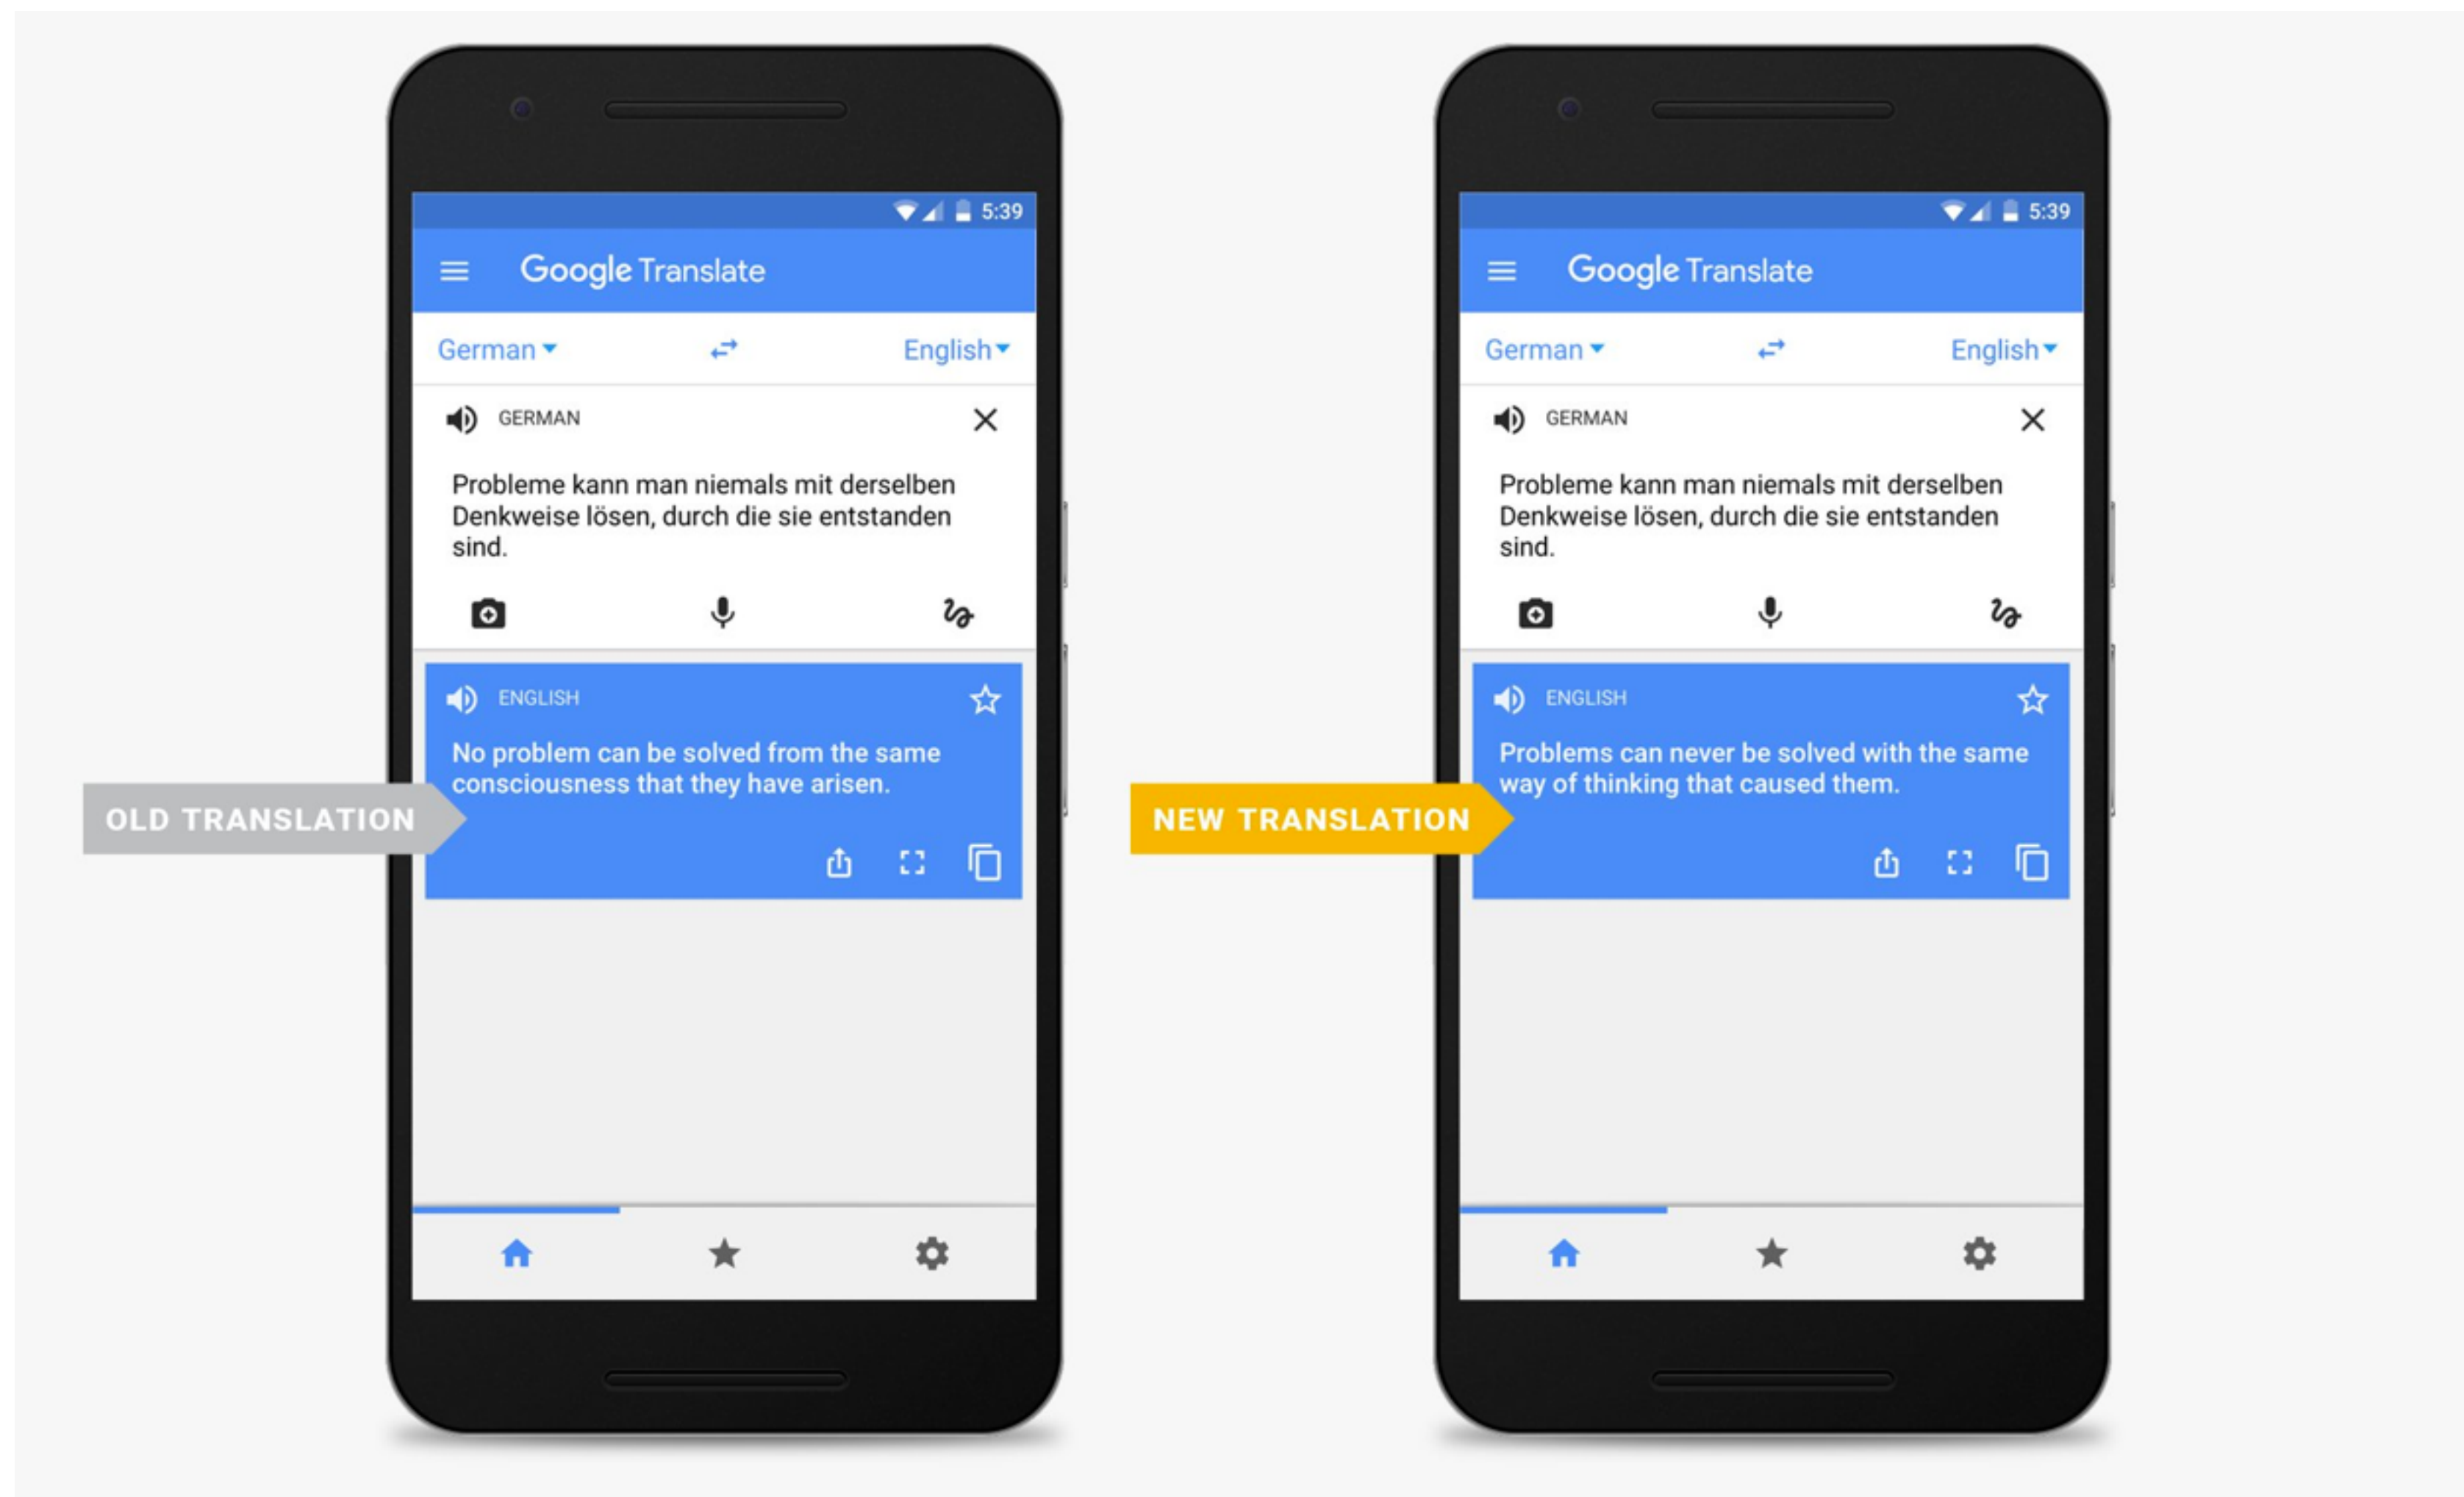 5:39
Google Translate
German
English
GERMAN
Probleme kann man niemals mit derselben
Denkweise lösen, durch die sie entstanden
sind.
ENGLISH
No problem can be solved from the same
consciousness that they have arisen.
OLD TRANSLATION
5:39
Google Translate
German
English
GERMAN
Probleme kann man niemals mit derselben
Denkweise lösen, durch die sie entstanden
sind.
ENGLISH
Problems can never be solved with the same
way of thinking that caused them.
NEW TRANSLATION